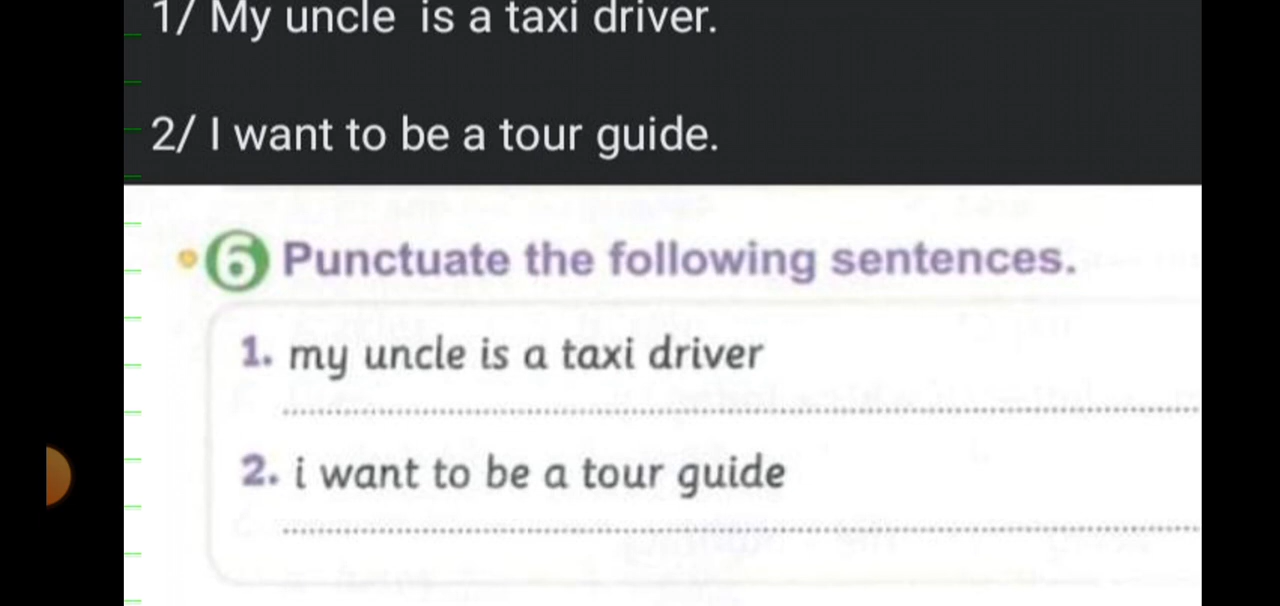 1/ My uncle  is a taxi driver.
2/ I want to be a tour guide.
6 Punctuate the following sentences.
1. my uncle is a taxi driver
2. i want to be a tour guide